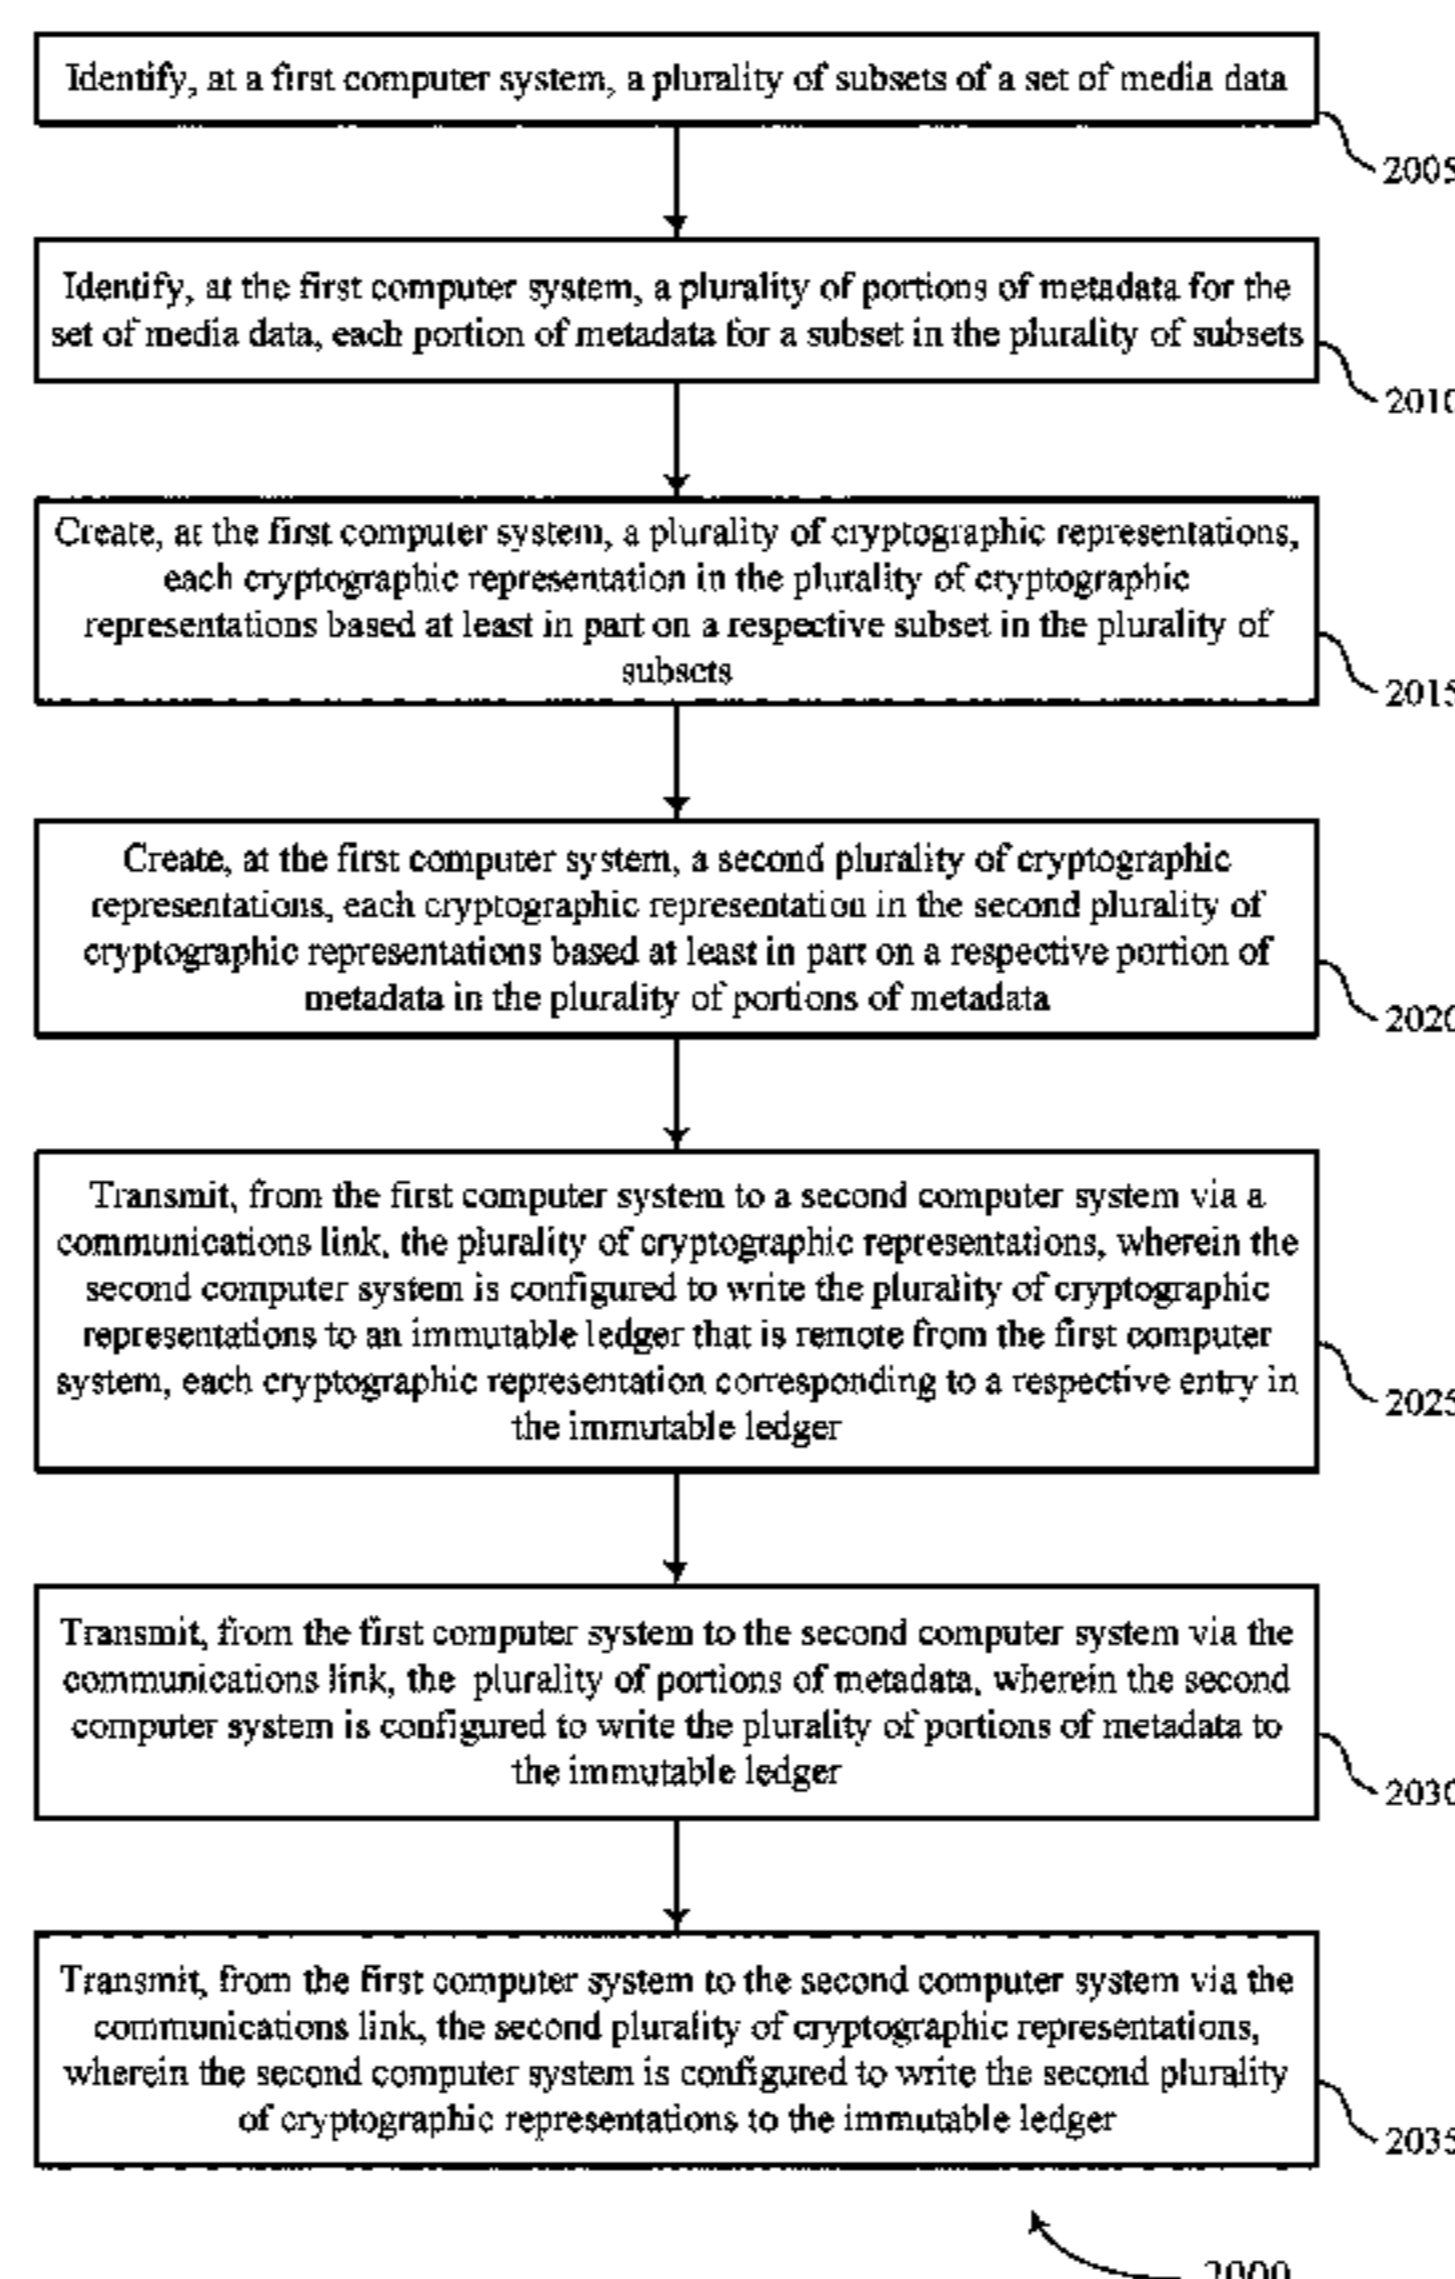 Identify, at a first computer system, a plurality of subsets of a set of media data
2005
Identify, at the first computer system, a plurality of portions of metadata for the
set of media data, each portion of metadata for a subset in the plurality of subsets
2010
Create, at the first computer system, a plurality of cryptographic representations,
each cryptographic representation in the plurality of cryptographic
representations based at least in part on a respective subset in the plurality of
subsets
2015
Create, at the first computer system, a second plurality of cryptographic
representations, each cryptographic representation in the second plurality of
cryptographic representations based at least in part on a respective portion of
metadata in the plurality of portions of metadata
2020
Transmit, from the first computer system to a second computer system via a
communications link, the plurality of cryptographic representations, wherein the
second computer system is configured to write the plurality of cryptographic
representations to an immutable ledger that is remote from the first computer
system, each cryptographic representation corresponding to a respective entry in
the immutable ledger
2025
Transmit, from the first computer system to the second computer system via the
communications link, the plurality of portions of metadata, wherein the second
computer system is configured to write the plurality of portions of metadata to
the immutable ledger
2030
Transmit, from the first computer system to the second computer system via the
communications link, the second plurality of cryptographic representations,
wherein the second computer system is configured to write the second plurality
of cryptographic representations to the immutable ledger
2035
2000